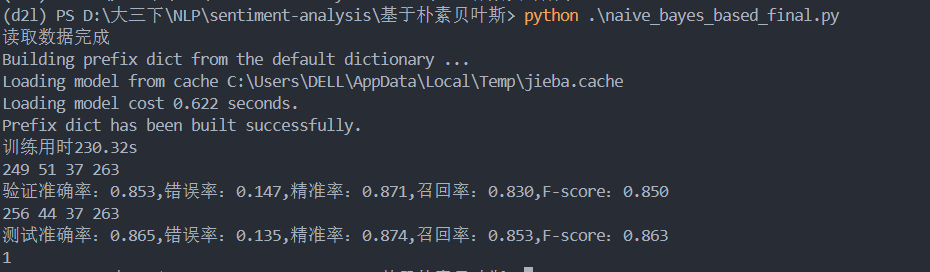 (d2l) PS D:\大三下\NLP\sentiment-analysis\基于朴素贝叶斯> python .\naive_bayes_based_final.py
读取数据完成
Building prefix dict from the default dictionary ...
Loading model from cache C:\Users\DELL\AppData\Local\Temp\jieba.cache
Loading model cost 0.622 seconds.
Prefix dict has been built successfully.
训练用时230.32s
249 51 37 263
验证准确率：0.853,错误率：0.147,精准率：0.871,召回率：0.830,F-score：0.850
256 44 37 263
测试准确率：0.865,错误率：0.135,精准率：0.874,召回率：0.853,F-score：0.863
1